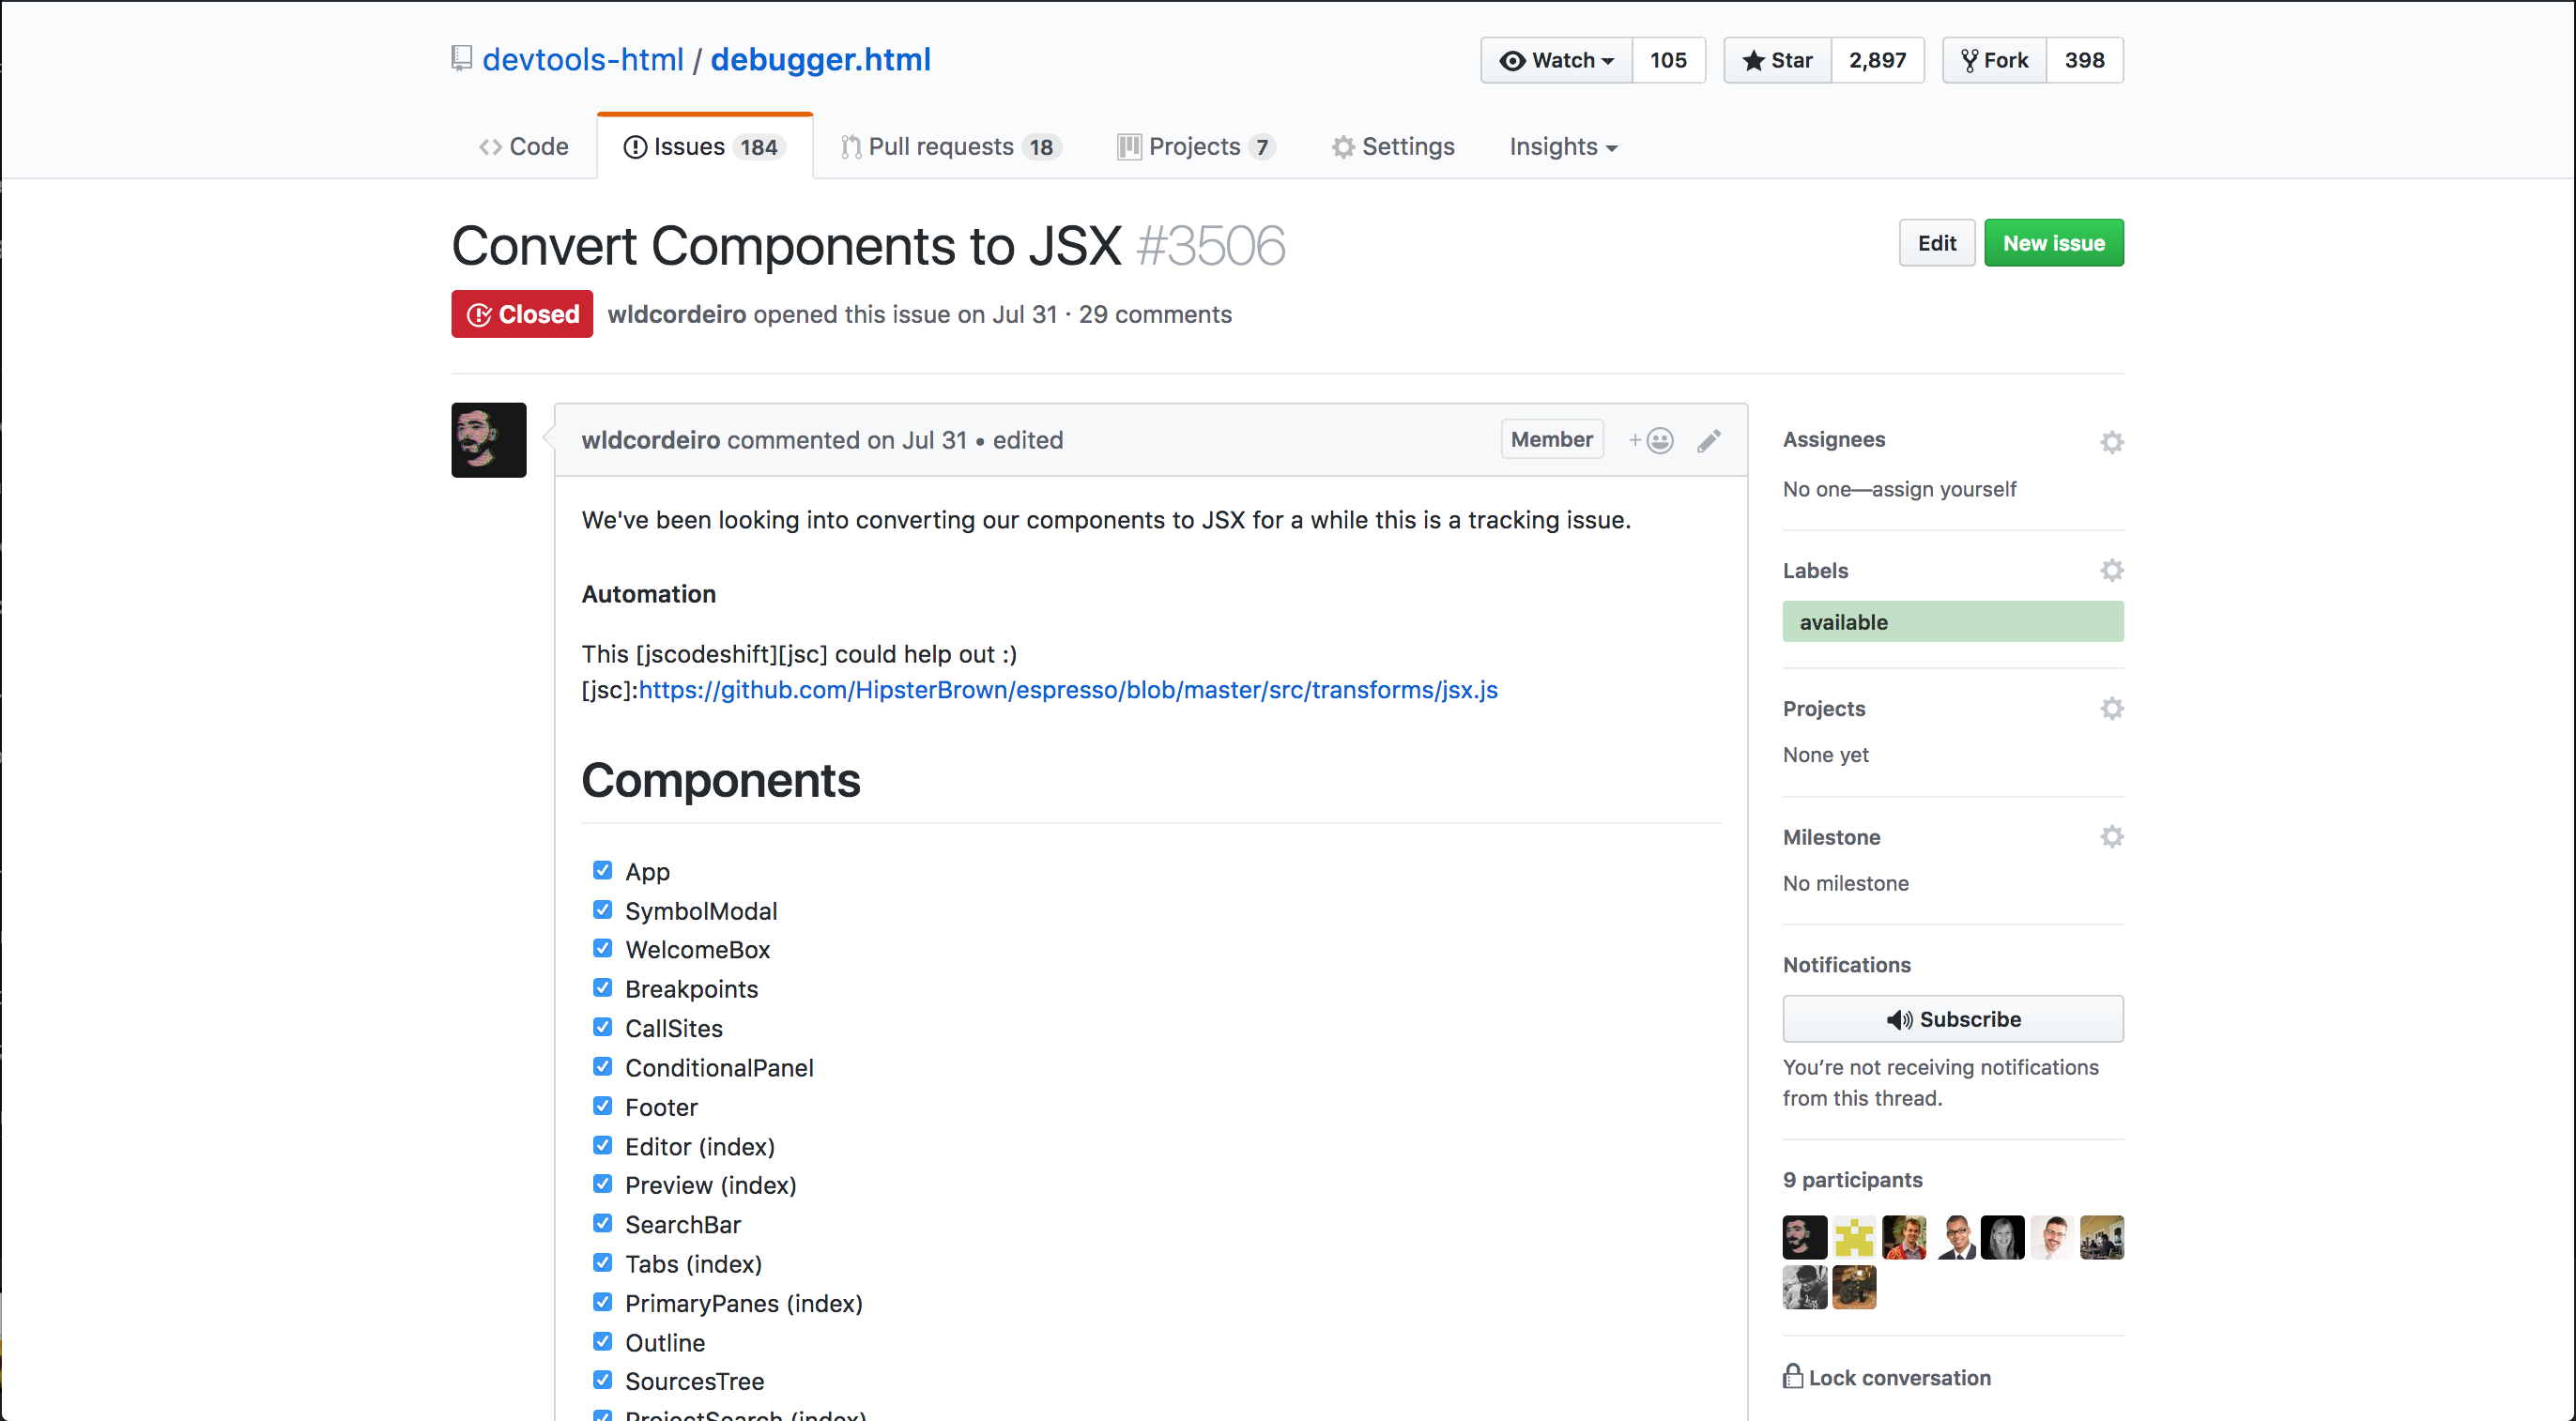 devtools-html / debugger.html
Watch 105 Star 2,897 Fork 398
Code Issues 184 Pull requests 18 Projects 7 Settings Insights
Convert Components to JSX #3506
Edit New issue
Closed wldcordeiro opened this issue on Jul 31 · 29 comments
wldcordeiro commented on Jul 31 • edited
Member
We've been looking into converting our components to JSX for a while this is a tracking issue.
Automation
This [jscodeshift][jsc] could help out :)
[jsc]:https://github.com/HipsterBrown/espresso/blob/master/src/transforms/jsx.js
Components
App
SymbolModal
WelcomeBox
Breakpoints
CallSites
ConditionalPanel
Footer
Editor (index)
Preview (index)
SearchBar
Tabs (index)
PrimaryPanes (index)
Outline
SourcesTree
ProjectSearch (index)
Assignees
No one—assign yourself
Labels
available
Projects
None yet
Milestone
No milestone
Notifications
Subscribe
You’re not receiving notifications
from this thread.
9 participants
Lock conversation